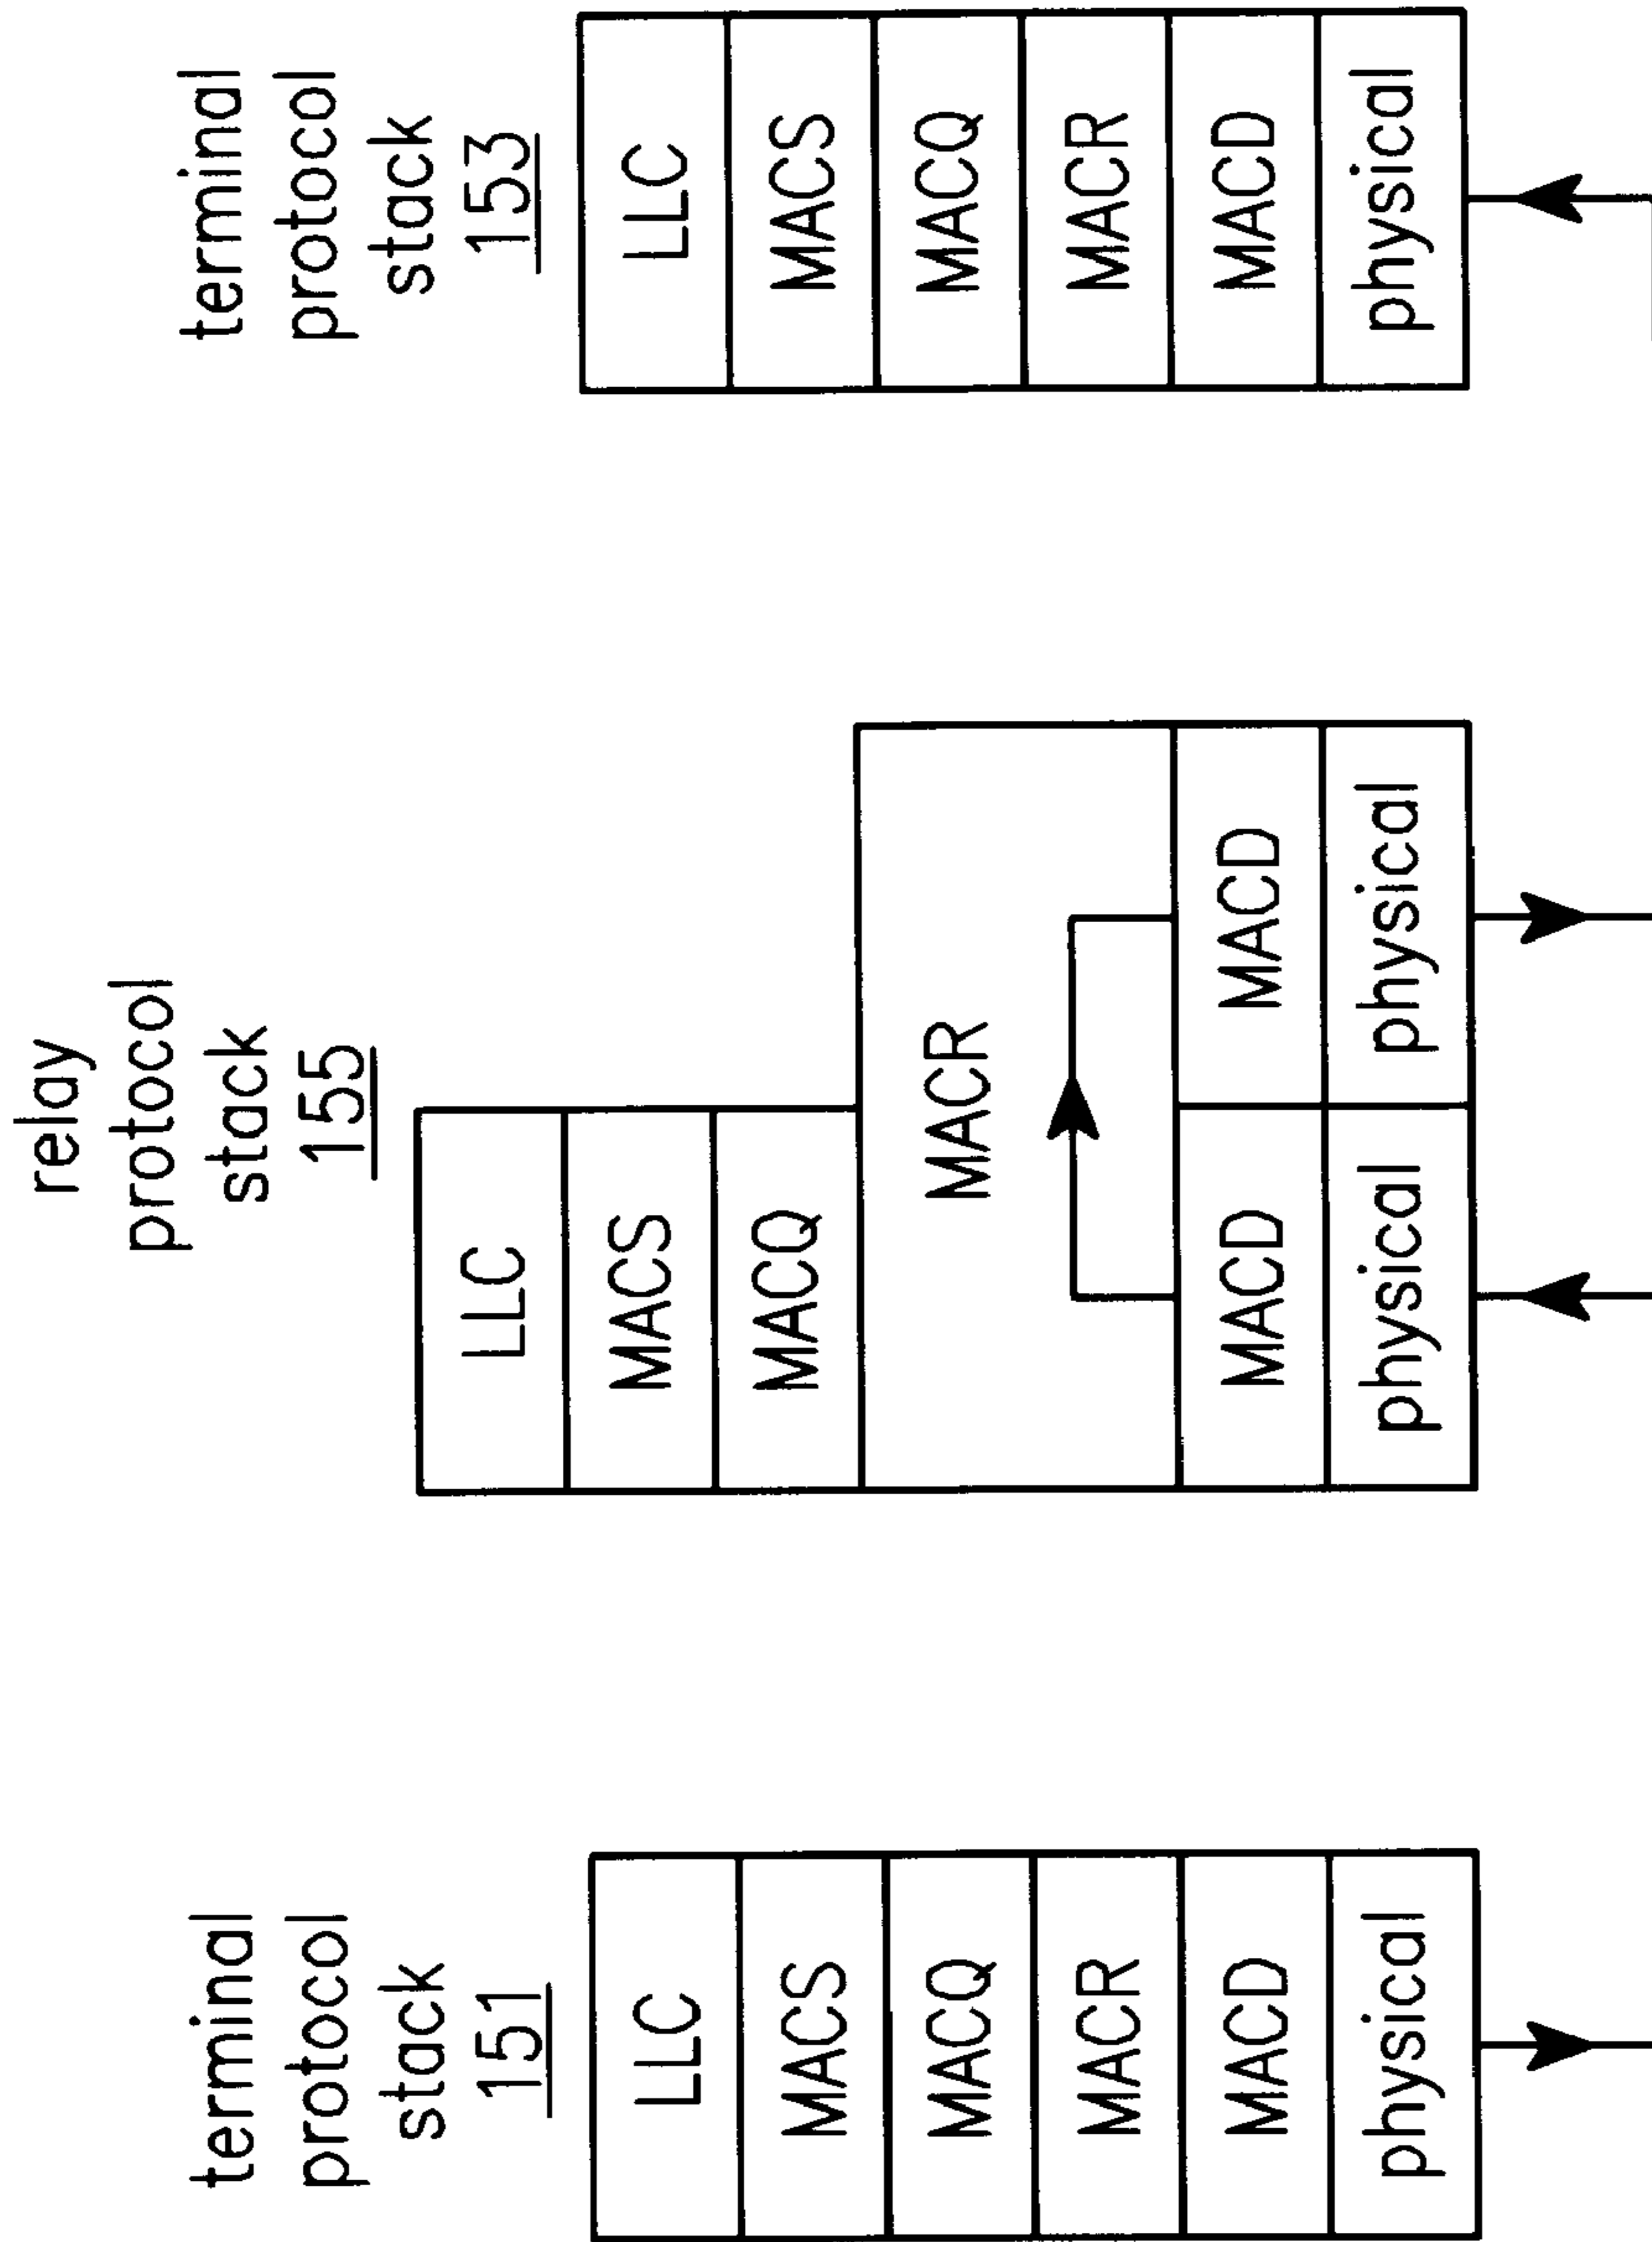 terminal
protocol
stack
151
LLC
MACS
MACQ
MACR
MACD
physical
relay
protocol
stack
155
LLC
MACS
MACQ
MACR
MACD
MACD
physical
physical
terminal
protocol
stack
153
LLC
MACS
MACQ
MACR
MACD
physical